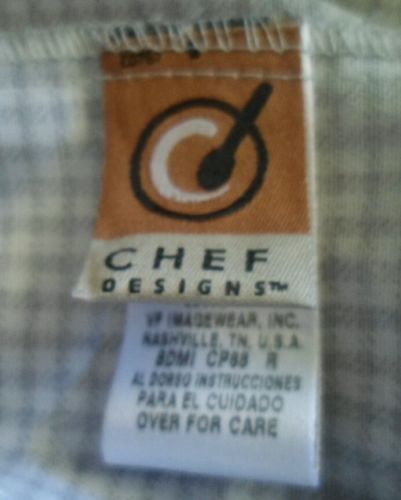 CHEF
DESIGNS™
VF IMAGEWEAR, INC.
NASHVILLE, TN, U.S.A.
AL DORSO INSTRUCCIONES
PARA EL CUIDADO
OVER FOR CARE